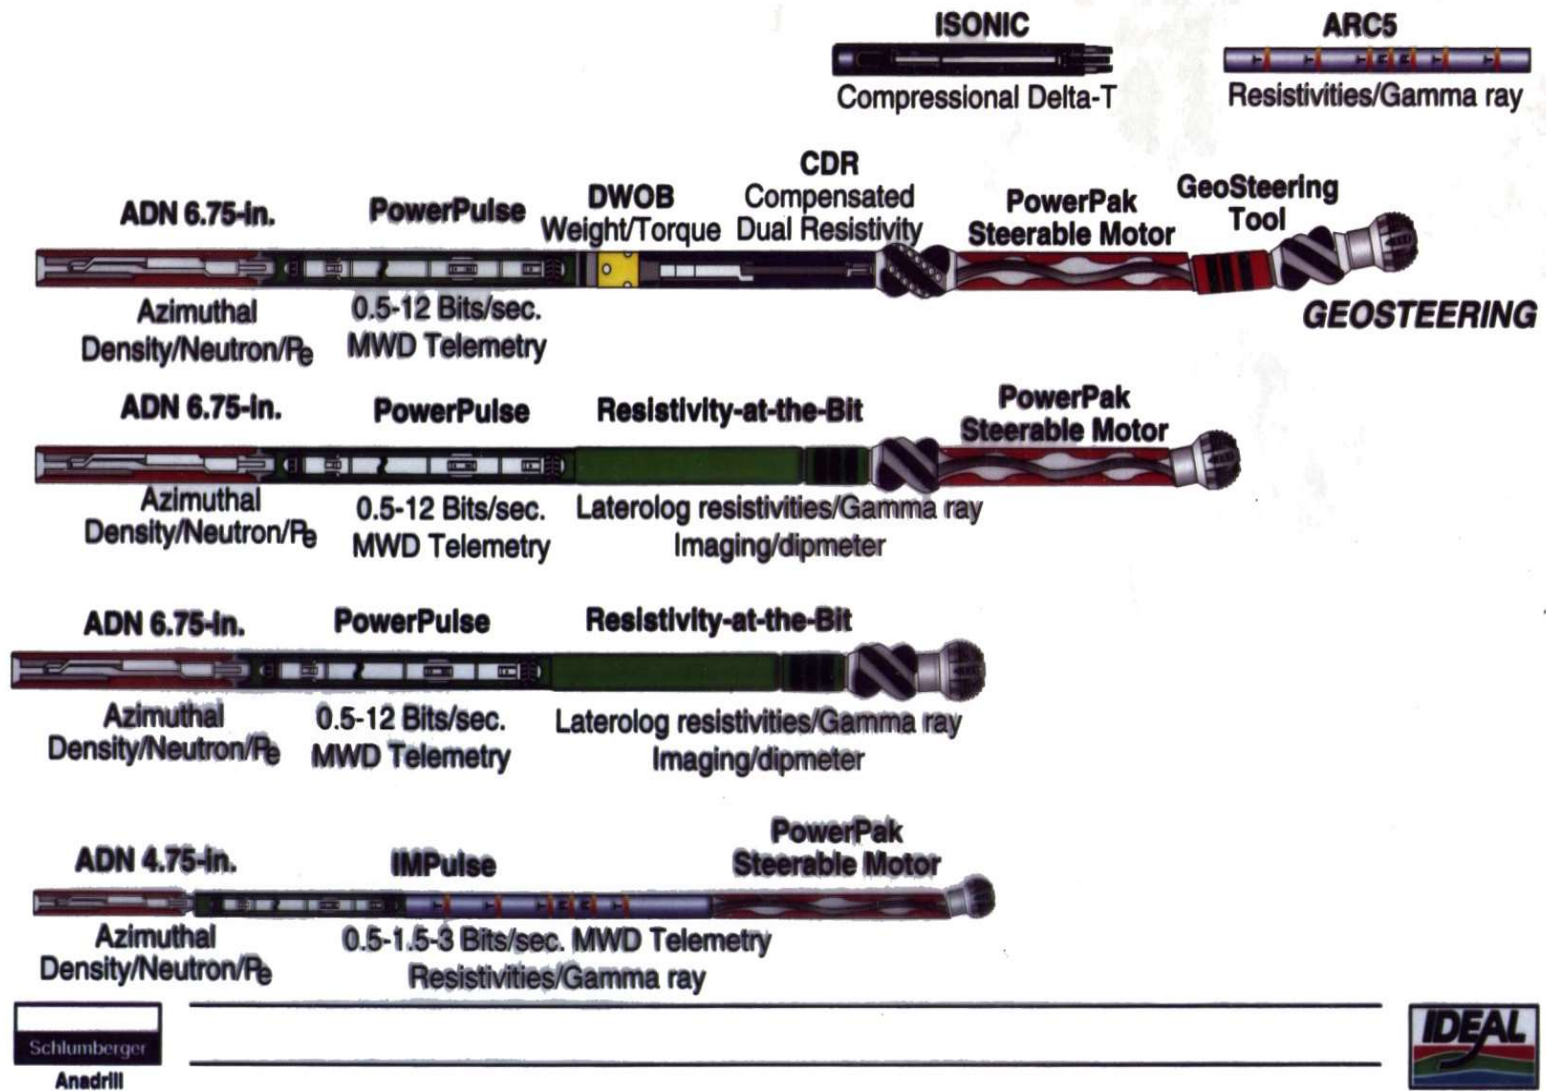 ISONIC
Compressional Delta-T
ARC5
Resistivities/Gamma ray
ADN 6.75-in.
Azimuthal
Density/Neutron/Pe
PowerPulse
0.5-12 Bits/sec.
MWD Telemetry
DWOB
Weight/Torque
CDR
Compensated
Dual Resistivity
PowerPak
Steerable Motor
GeoSteering
Tool
GEOSTEERING
ADN 6.75-in.
Azimuthal
Density/Neutron/Pe
PowerPulse
0.5-12 Bits/sec.
MWD Telemetry
Resistivity-at-the-Bit
Laterolog resistivities/Gamma ray
Imaging/dipmeter
PowerPak
Steerable Motor
ADN 6.75-in.
Azimuthal
Density/Neutron/Pe
PowerPulse
0.5-12 Bits/sec.
MWD Telemetry
Resistivity-at-the-Bit
Laterolog resistivities/Gamma ray
Imaging/dipmeter
ADN 4.75-in.
Azimuthal
Density/Neutron/Pe
IMPulse
0.5-1.5-3 Bits/sec. MWD Telemetry
Resistivities/Gamma ray
PowerPak
Steerable Motor
Schlumberger
Anadrill
IDEAL